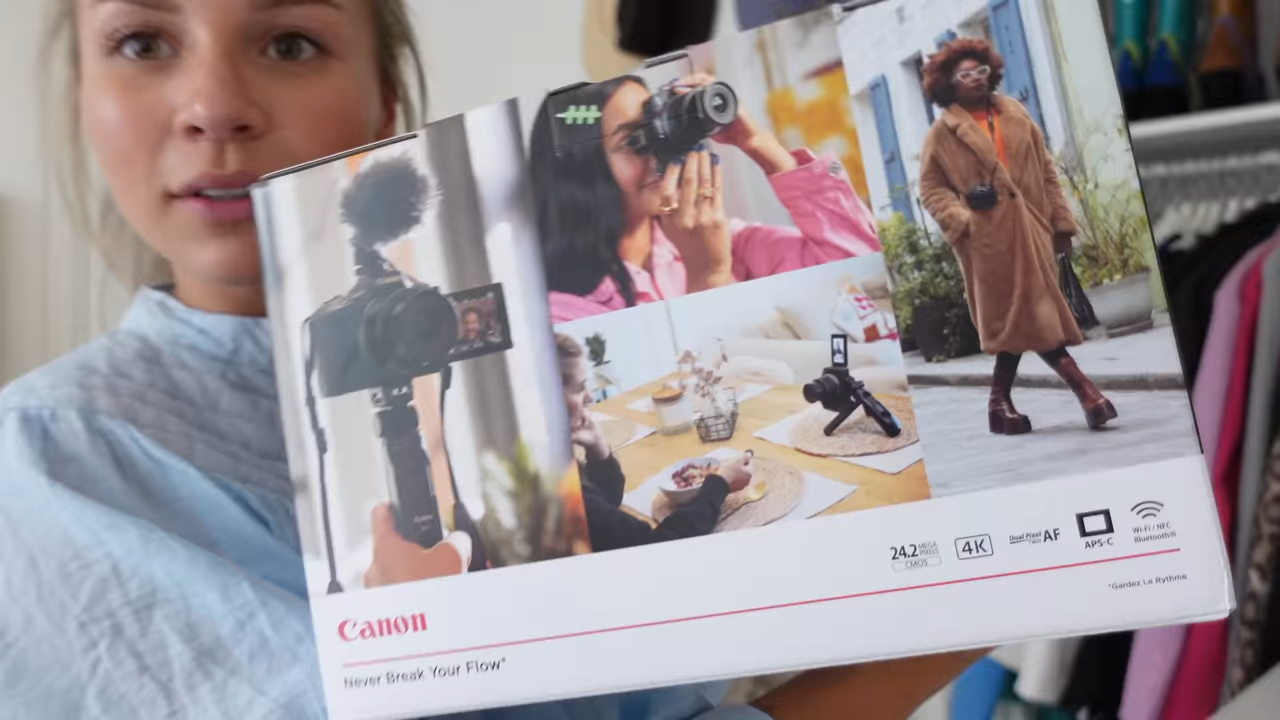 24.2 MEGA PIXELS
CMOS
4K
Dual Pixel CMOS AF
APS-C
Wi-Fi / NFC
Bluetooth®
*Gardez Le Rythme
Canon
Never Break Your Flow*